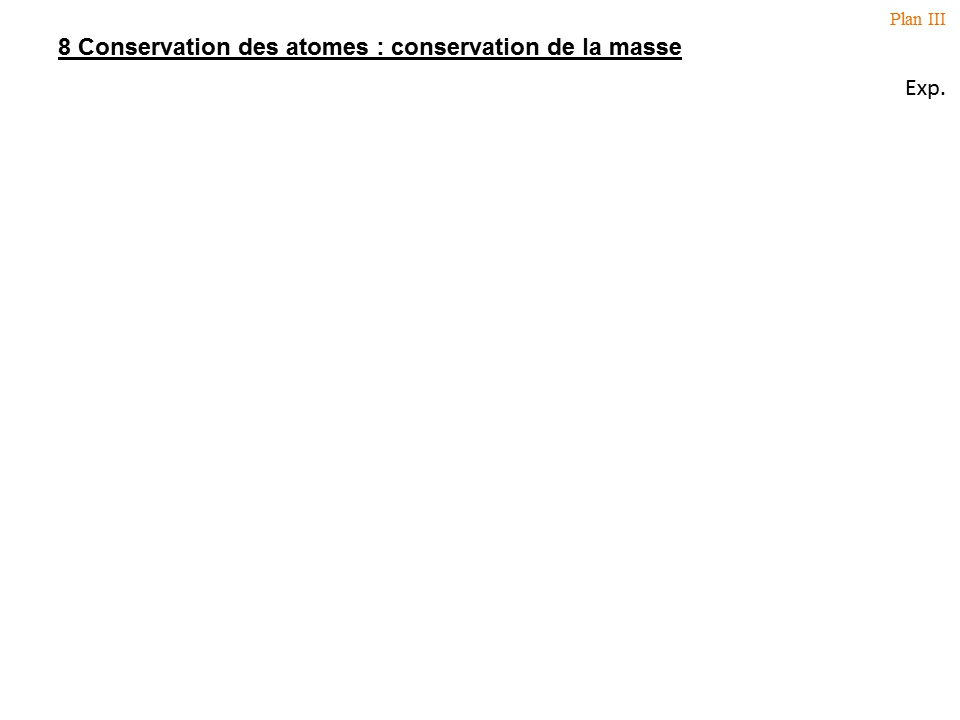 Plan III
8 Conservation des atomes : conservation de la masse
Exp.